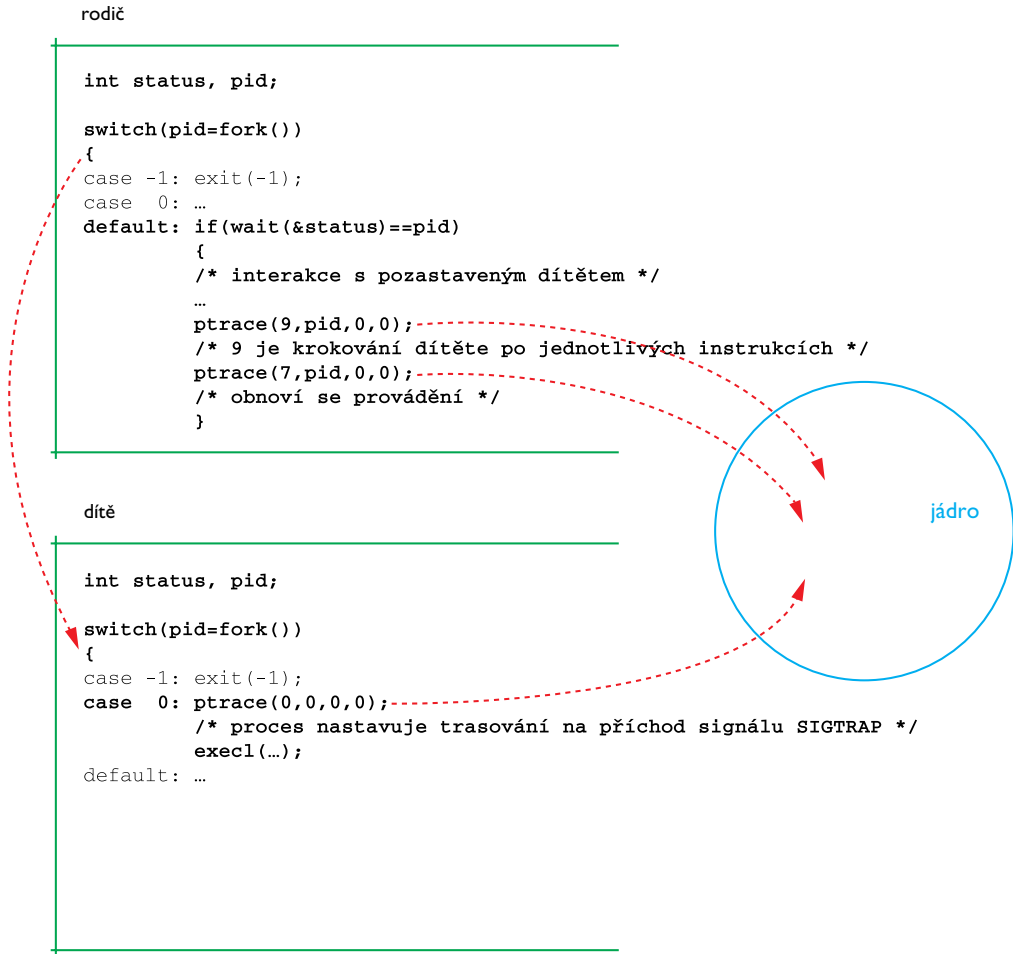 rodič
int status, pid;
switch(pid=fork())
{
case -1: exit(-1);
case  0: …
default: if(wait(&status)==pid)
{
/* interakce s pozastaveným dítětem */
…
ptrace(9,pid,0,0);
/* 9 je krokování dítěte po jednotlivých instrukcích */
ptrace(7,pid,0,0);
/* obnoví se provádění */
}
jádro
dítě
int status, pid;
switch(pid=fork())
{
case -1: exit(-1);
case  0: ptrace(0,0,0,0);
/* proces nastavuje trasování na příchod signálu SIGTRAP */
execl(…);
default: …